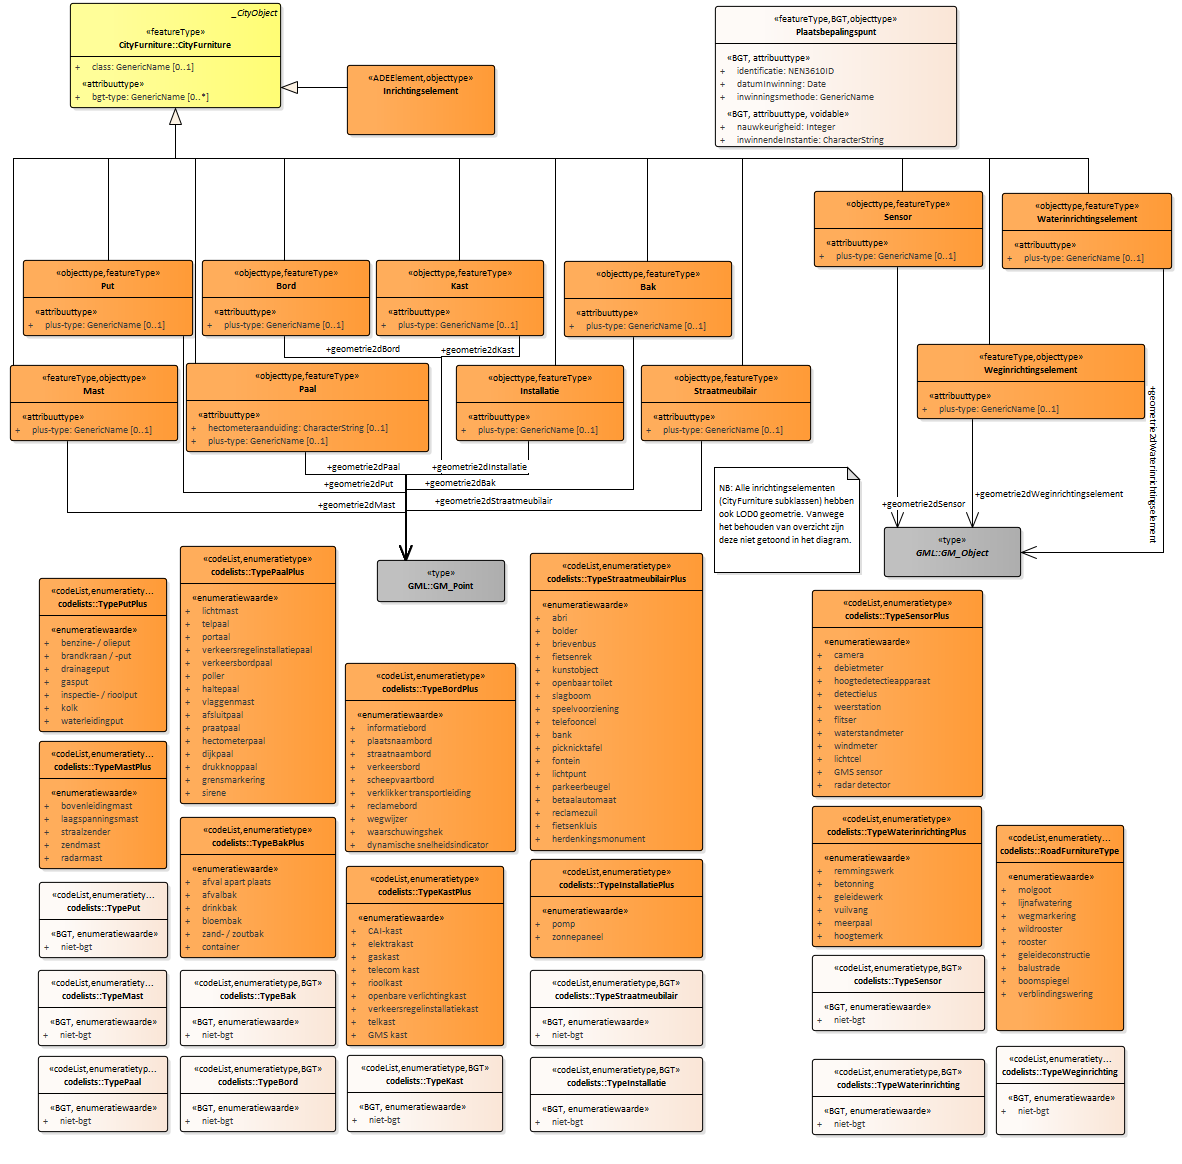 _CityObject
«featureType»
CityFurniture::CityFurniture
+ class: GenericName [0..1]
«attribuuttype»
+ bgt-type: GenericName [0..*]
«ADEElement,objecttype»
Inrichtingselement
«featureType,BGT,objecttype»
Plaatsbepalingspunt
«BGT, attribuuttype»
+ identificatie: NEN3610ID
+ datumInwinning: Date
+ inwinningsmethode: GenericName
«BGT, attribuuttype, voidable»
+ nauwkeurigheid: Integer
+ inwinnendeInstantie: CharacterString
«objecttype,featureType»
Sensor
«attribuuttype»
+ plus-type: GenericName [0..1]
«objecttype,featureType»
Waterinrichtingselement
«attribuuttype»
+ plus-type: GenericName [0..1]
«objecttype,featureType»
Put
«attribuuttype»
+ plus-type: GenericName [0..1]
«objecttype,featureType»
Bord
«attribuuttype»
+ plus-type: GenericName [0..1]
«objecttype,featureType»
Kast
«attribuuttype»
+ plus-type: GenericName [0..1]
«objecttype,featureType»
Bak
«attribuuttype»
+ plus-type: GenericName [0..1]
+geometrie2dBord
+geometrie2dKast
«featureType,objecttype»
Weginrichtingselement
«attribuuttype»
+ plus-type: GenericName [0..1]
«featureType,objecttype»
Mast
«attribuuttype»
+ plus-type: GenericName [0..1]
«objecttype,featureType»
Paal
«attribuuttype»
+ hectometeraanduiding: CharacterString [0..1]
+ plus-type: GenericName [0..1]
«objecttype,featureType»
Installatie
«attribuuttype»
+ plus-type: GenericName [0..1]
«objecttype,featureType»
Straatmeubilair
«attribuuttype»
+ plus-type: GenericName [0..1]
+geometrie2dPaal
+geometrie2dInstallatie
+geometrie2dPut
+geometrie2dBak
+geometrie2dMast
+geometrie2dStraatmeubilair
NB: Alle inrichtingselementen
(CityFurniture subklassen) hebben
ook LOD0 geometrie. Vanwege
het behouden van overzicht zijn
deze niet getoond in het diagram.
+geometrie2dSensor
+geometrie2dWeginrichtingselement
+geometrie2dWaterinrichtingselement
«type»
GML::GM_Object
«type»
GML::GM_Point
«codeList,enumeratiety...
codelists::TypePutPlus
«enumeratiewaarde»
+ benzine- / olieput
+ brandkraan / -put
+ drainageput
+ gasput
+ inspectie- / rioolput
+ kolk
+ waterleidingput
«codeList,enumeratietype»
codelists::TypePaalPlus
«enumeratiewaarde»
+ lichtmast
+ telpaal
+ portaal
+ verkeersregelinstallatiepaal
+ verkeersbordpaal
+ poller
+ haltepaal
+ vlaggenmast
+ afsluitpaal
+ praatpaal
+ hectometerpaal
+ dijkpaal
+ drukknoppaal
+ grensmarkering
+ sirene
«codeList,enumeratietype»
codelists::TypeBordPlus
«enumeratiewaarde»
+ informatiebord
+ plaatsnaambord
+ straatnaambord
+ verkeersbord
+ scheepvaartbord
+ verklikker transportleiding
+ reclamebord
+ wegwijzer
+ waarschuwingshek
+ dynamische snelheidsindicator
«codeList,enumeratietype»
codelists::TypeStraatmeubilairPlus
«enumeratiewaarde»
+ abri
+ bolder
+ brievenbus
+ fietsenrek
+ kunstobject
+ openbaar toilet
+ slagboom
+ speelvoorziening
+ telefooncel
+ bank
+ picknicktafel
+ fontein
+ lichtpunt
+ parkeerbeugel
+ betaalautomaat
+ reclamezuil
+ fietsenkluis
+ herdenkingsmonument
«codeList,enumeratietype»
codelists::TypeSensorPlus
«enumeratiewaarde»
+ camera
+ debietmeter
+ hoogtedetectieapparaat
+ detectielus
+ weerstation
+ flitser
+ waterstandmeter
+ windmeter
+ lichtcel
+ GMS sensor
+ radar detector
«codeList,enumeratiety...
codelists::TypeMastPlus
«enumeratiewaarde»
+ bovenleidingmast
+ laagspanningsmast
+ straalzender
+ zendmast
+ radarmast
«codeList,enumeratietype»
codelists::TypeBakPlus
«enumeratiewaarde»
+ afval apart plaats
+ afvalbak
+ drinkbak
+ bloembak
+ zand- / zoutbak
+ container
«codeList,enumeratietype»
codelists::TypeKastPlus
«enumeratiewaarde»
+ CAI-kast
+ elektrakast
+ gaskast
+ telecom kast
+ rioolkast
+ openbare verlichtingkast
+ verkeersregelinstallatiekast
+ telkast
+ GMS kast
«codeList,enumeratietype»
codelists::TypeInstallatiePlus
«enumeratiewaarde»
+ pomp
+ zonnepaneel
«codeList,enumeratietype»
codelists::TypeWaterinrichtingPlus
«enumeratiewaarde»
+ remmingswerk
+ betonning
+ geleidewerk
+ vuilvang
+ meerpaal
+ hoogtemerk
«codeList,enumeratiety...
codelists::RoadFurnitureType
«enumeratiewaarde»
+ molgoot
+ lijnafwatering
+ wegmarkering
+ wildrooster
+ rooster
+ geleideconstructie
+ balustrade
+ boomspiegel
+ verblindingswering
«codeList,enumeratiety...
codelists::TypePut
«BGT, enumeratiewaarde»
+ niet-bgt
«codeList,enumeratiety...
codelists::TypeMast
«BGT, enumeratiewaarde»
+ niet-bgt
«codeList,enumeratietype,BGT»
codelists::TypeBak
«BGT, enumeratiewaarde»
+ niet-bgt
«codeList,enumeratietype,BGT»
codelists::TypeStraatmeubilair
«BGT, enumeratiewaarde»
+ niet-bgt
«codeList,enumeratietype,BGT»
codelists::TypeSensor
«BGT, enumeratiewaarde»
+ niet-bgt
«codeList,enumeratietyp...
codelists::TypePaal
«BGT, enumeratiewaarde»
+ niet-bgt
«codeList,enumeratietype,BGT»
codelists::TypeBord
«BGT, enumeratiewaarde»
+ niet-bgt
«codeList,enumeratietype,BGT»
codelists::TypeKast
«BGT, enumeratiewaarde»
+ niet-bgt
«codeList,enumeratietype,BGT»
codelists::TypeInstallatie
«BGT, enumeratiewaarde»
+ niet-bgt
«codeList,enumeratietype,BGT»
codelists::TypeWaterinrichting
«BGT, enumeratiewaarde»
+ niet-bgt
«codeList,enumeratiety...
codelists::TypeWeginrichting
«BGT, enumeratiewaarde»
+ niet-bgt